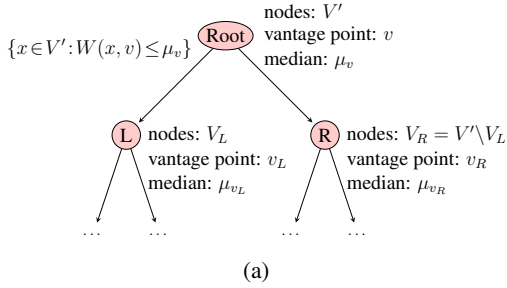 nodes: V′
Root
vantage point: v
{x∈V′:W(x, v)≤μ_v}
median: μ_v
L
nodes: V_L
vantage point: v_L
median: μ_{v_L}
R
nodes: V_R = V′\V_L
vantage point: v_R
median: μ_{v_R}
... ... ... ...
(a)